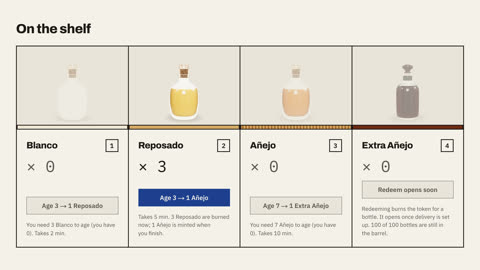 On the shelf
Blanco 1
× 0
Age 3 → 1 Reposado
You need 3 Blanco to age (you have
0). Takes 2 min.
Reposado 2
× 3
Age 3 → 1 Añejo
Takes 5 min. 3 Reposado are burned
now; 1 Añejo is minted when
you finish.
Añejo 3
× 0
Age 7 → 1 Extra Añejo
You need 7 Añejo to age (you have
0). Takes 10 min.
Extra Añejo 4
× 0
Redeem opens soon
Redeeming burns the token for a
bottle. It opens once delivery is set
up. 100 of 100 bottles are still in
the barrel.